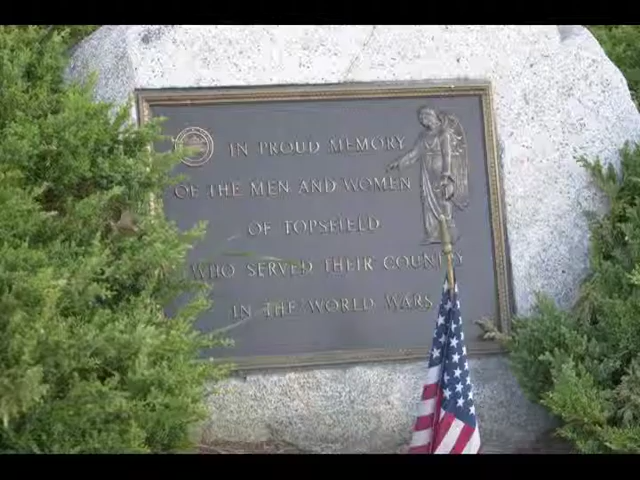 IN PROUD MEMORY
OF THE MEN AND WOMEN
OF TOPSFIELD
WHO SERVED THEIR COUNTRY
IN THE WORLD WARS